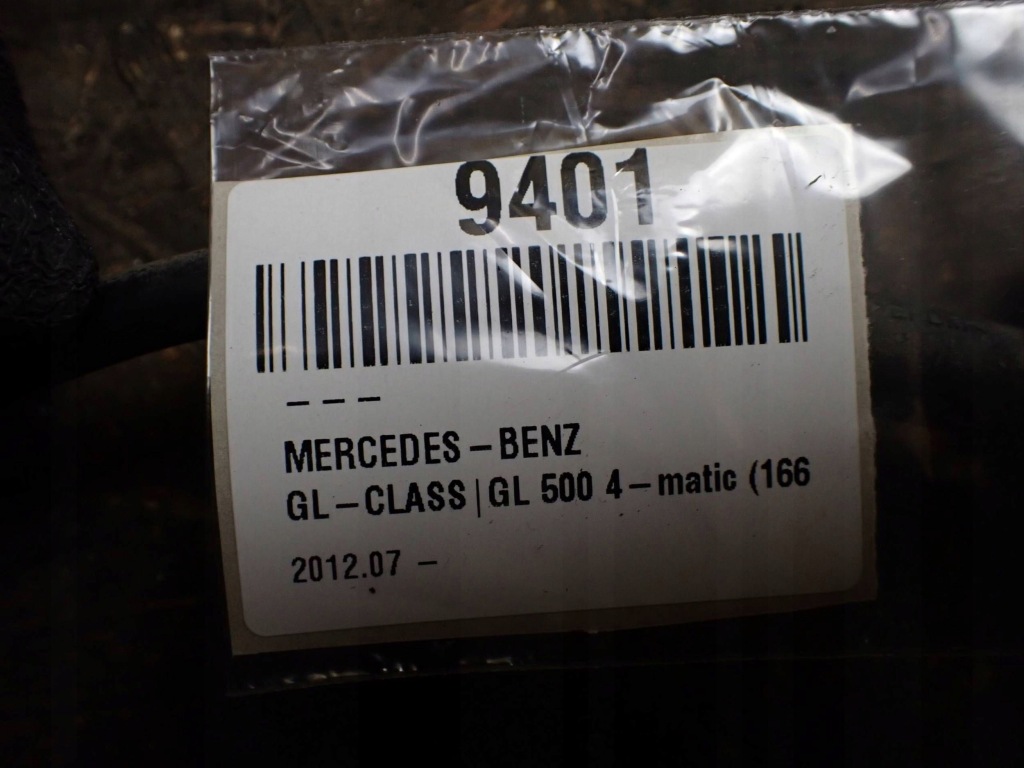 9401
– – –
MERCEDES – BENZ
GL – CLASS | GL 500 4 – matic (166
2012.07 –